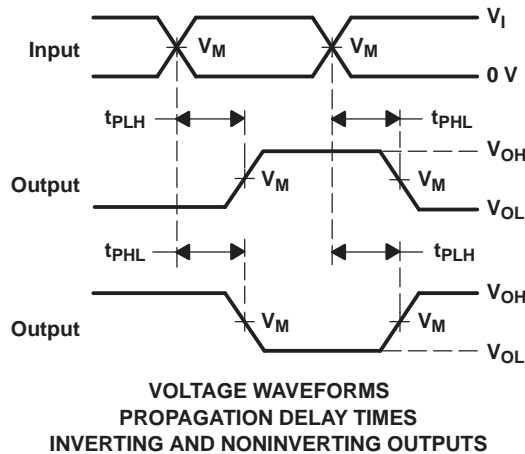 V_I
Input
V_M
V_M
0 V
t_PLH
t_PHL
V_OH
Output
V_M
V_M
V_OL
t_PHL
t_PLH
V_OH
Output
V_M
V_M
V_OL
VOLTAGE WAVEFORMS
PROPAGATION DELAY TIMES
INVERTING AND NONINVERTING OUTPUTS